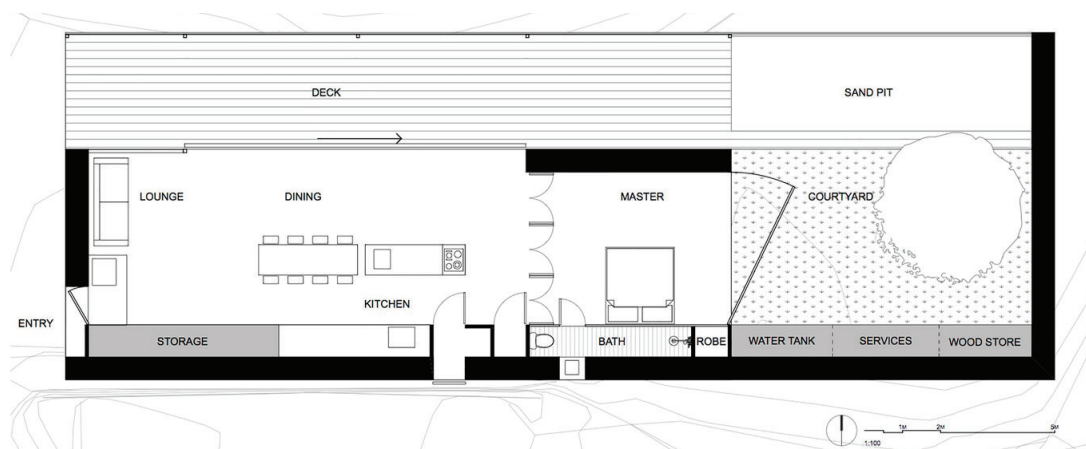 DECK
SAND PIT
LOUNGE
DINING
MASTER
COURTYARD
KITCHEN
ENTRY
STORAGE
BATH
ROBE
WATER TANK
SERVICES
WOOD STORE
1M
2M
5M
1:100